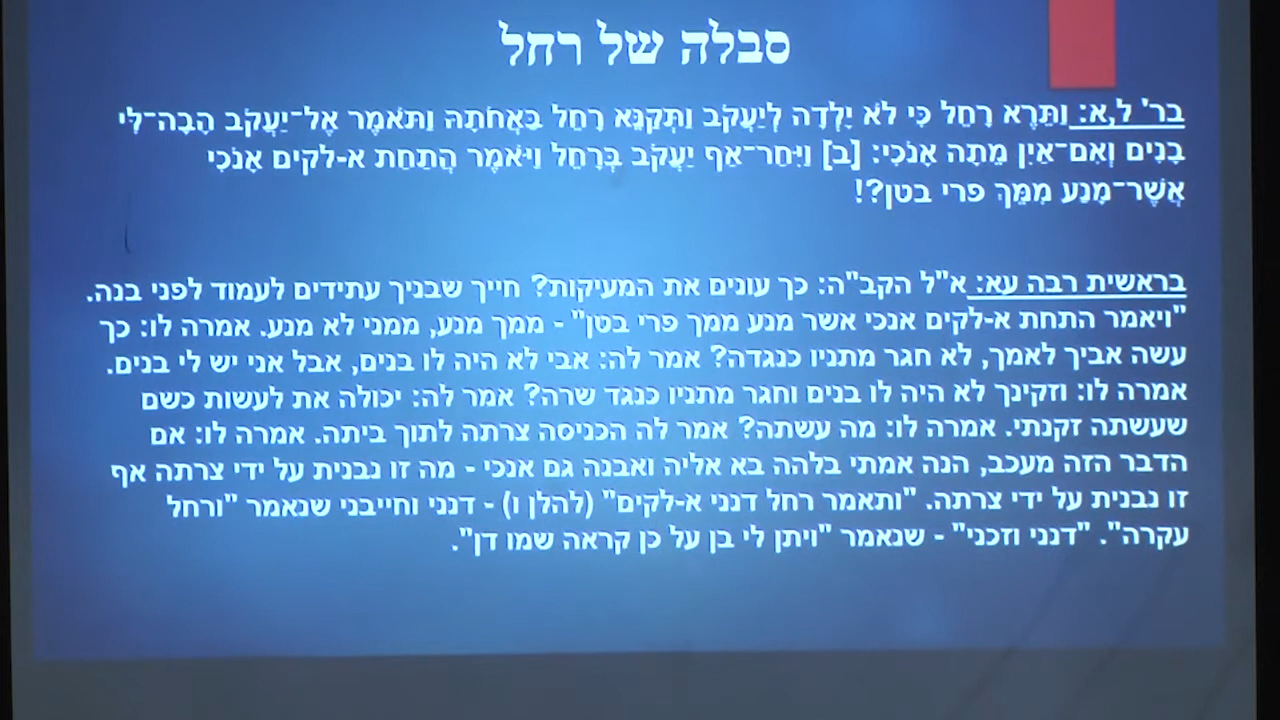 סבלה של רחל
בר' ל,א: וַתֵּרֶא רָחֵל כִּי לֹא יָלְדָה לְיַעֲקֹב וַתְּקַנֵּא רָחֵל בַּאֲחֹתָהּ וַתֹּאמֶר אֶל־יַעֲקֹב הָבָה־לִּי
בָנִים וְאִם־אַיִן מֵתָה אָנֹכִי: [ב] וַיִּחַר־אַף יַעֲקֹב בְּרָחֵל וַיֹּאמֶר הֲתַחַת א-לקים אָנֹכִי
אֲשֶׁר־מָנַע מִמֵּךְ פרי בטן?!
בראשית רבה עא: א"ל הקב"ה: כך עונים את המעיקות? חייך שבניך עתידים לעמוד לפני בנה.
"ויאמר התחת א-לקים אנכי אשר מנע ממך פרי בטן" - ממך מנע, ממני לא מנע. אמרה לו: כך
עשה אביך לאמך, לא חגר מתניו כנגדה? אמר לה: אבי לא היה לו בנים, אבל אני יש לי בנים.
אמרה לו: וזקינך לא היה לו בנים וחגר מתניו כנגד שרה? אמר לה: יכולה את לעשות כשם
שעשתה זקנתי. אמרה לו: מה עשתה? אמר לה הכניסה צרתה לתוך ביתה. אמרה לו: אם
הדבר הזה מעכב, הנה אמתי בלהה בא אליה ואבנה גם אנכי - מה זו נבנית על ידי צרתה אף
זו נבנית על ידי צרתה. "ותאמר רחל דנני א-לקים" (להלן ו) - דנני וחייבני שנאמר "ורחל
עקרה". "דנני וזכני" - שנאמר "ויתן לי בן על כן קראה שמו דן".